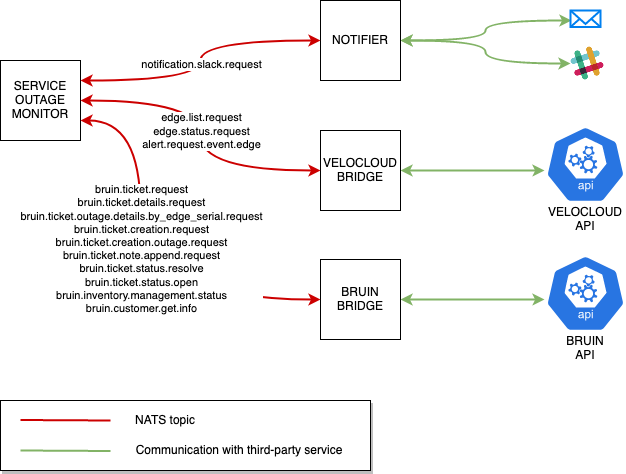 NOTIFIER
notification.slack.request
SERVICE
OUTAGE
MONITOR
edge.list.request
edge.status.request
alert.request.event.edge
VELOCLOUD
BRIDGE
api
VELOCLOUD
API
bruin.ticket.request
bruin.ticket.details.request
bruin.ticket.outage.details.by_edge_serial.request
bruin.ticket.creation.request
bruin.ticket.creation.outage.request
bruin.ticket.note.append.request
bruin.ticket.status.resolve
bruin.ticket.status.open
bruin.inventory.management.status
bruin.customer.get.info
BRUIN
BRIDGE
api
BRUIN
API
NATS topic
Communication with third-party service